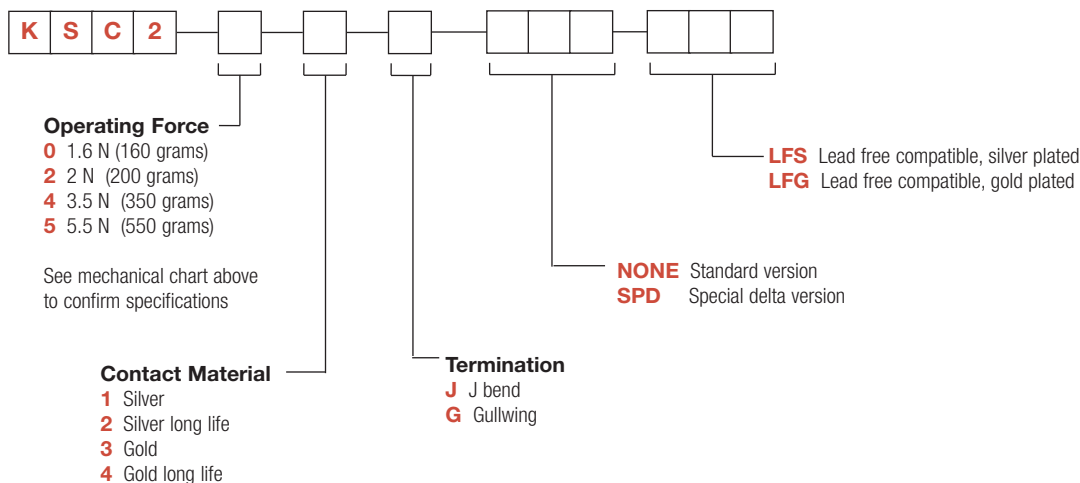 K S C 2
Operating Force
0 1.6 N (160 grams)
2 2 N (200 grams)
4 3.5 N (350 grams)
5 5.5 N (550 grams)
See mechanical chart above
to confirm specifications
Contact Material
1 Silver
2 Silver long life
3 Gold
4 Gold long life
Termination
J J bend
G Gullwing
NONE Standard version
SPD Special delta version
LFS Lead free compatible, silver plated
LFG Lead free compatible, gold plated